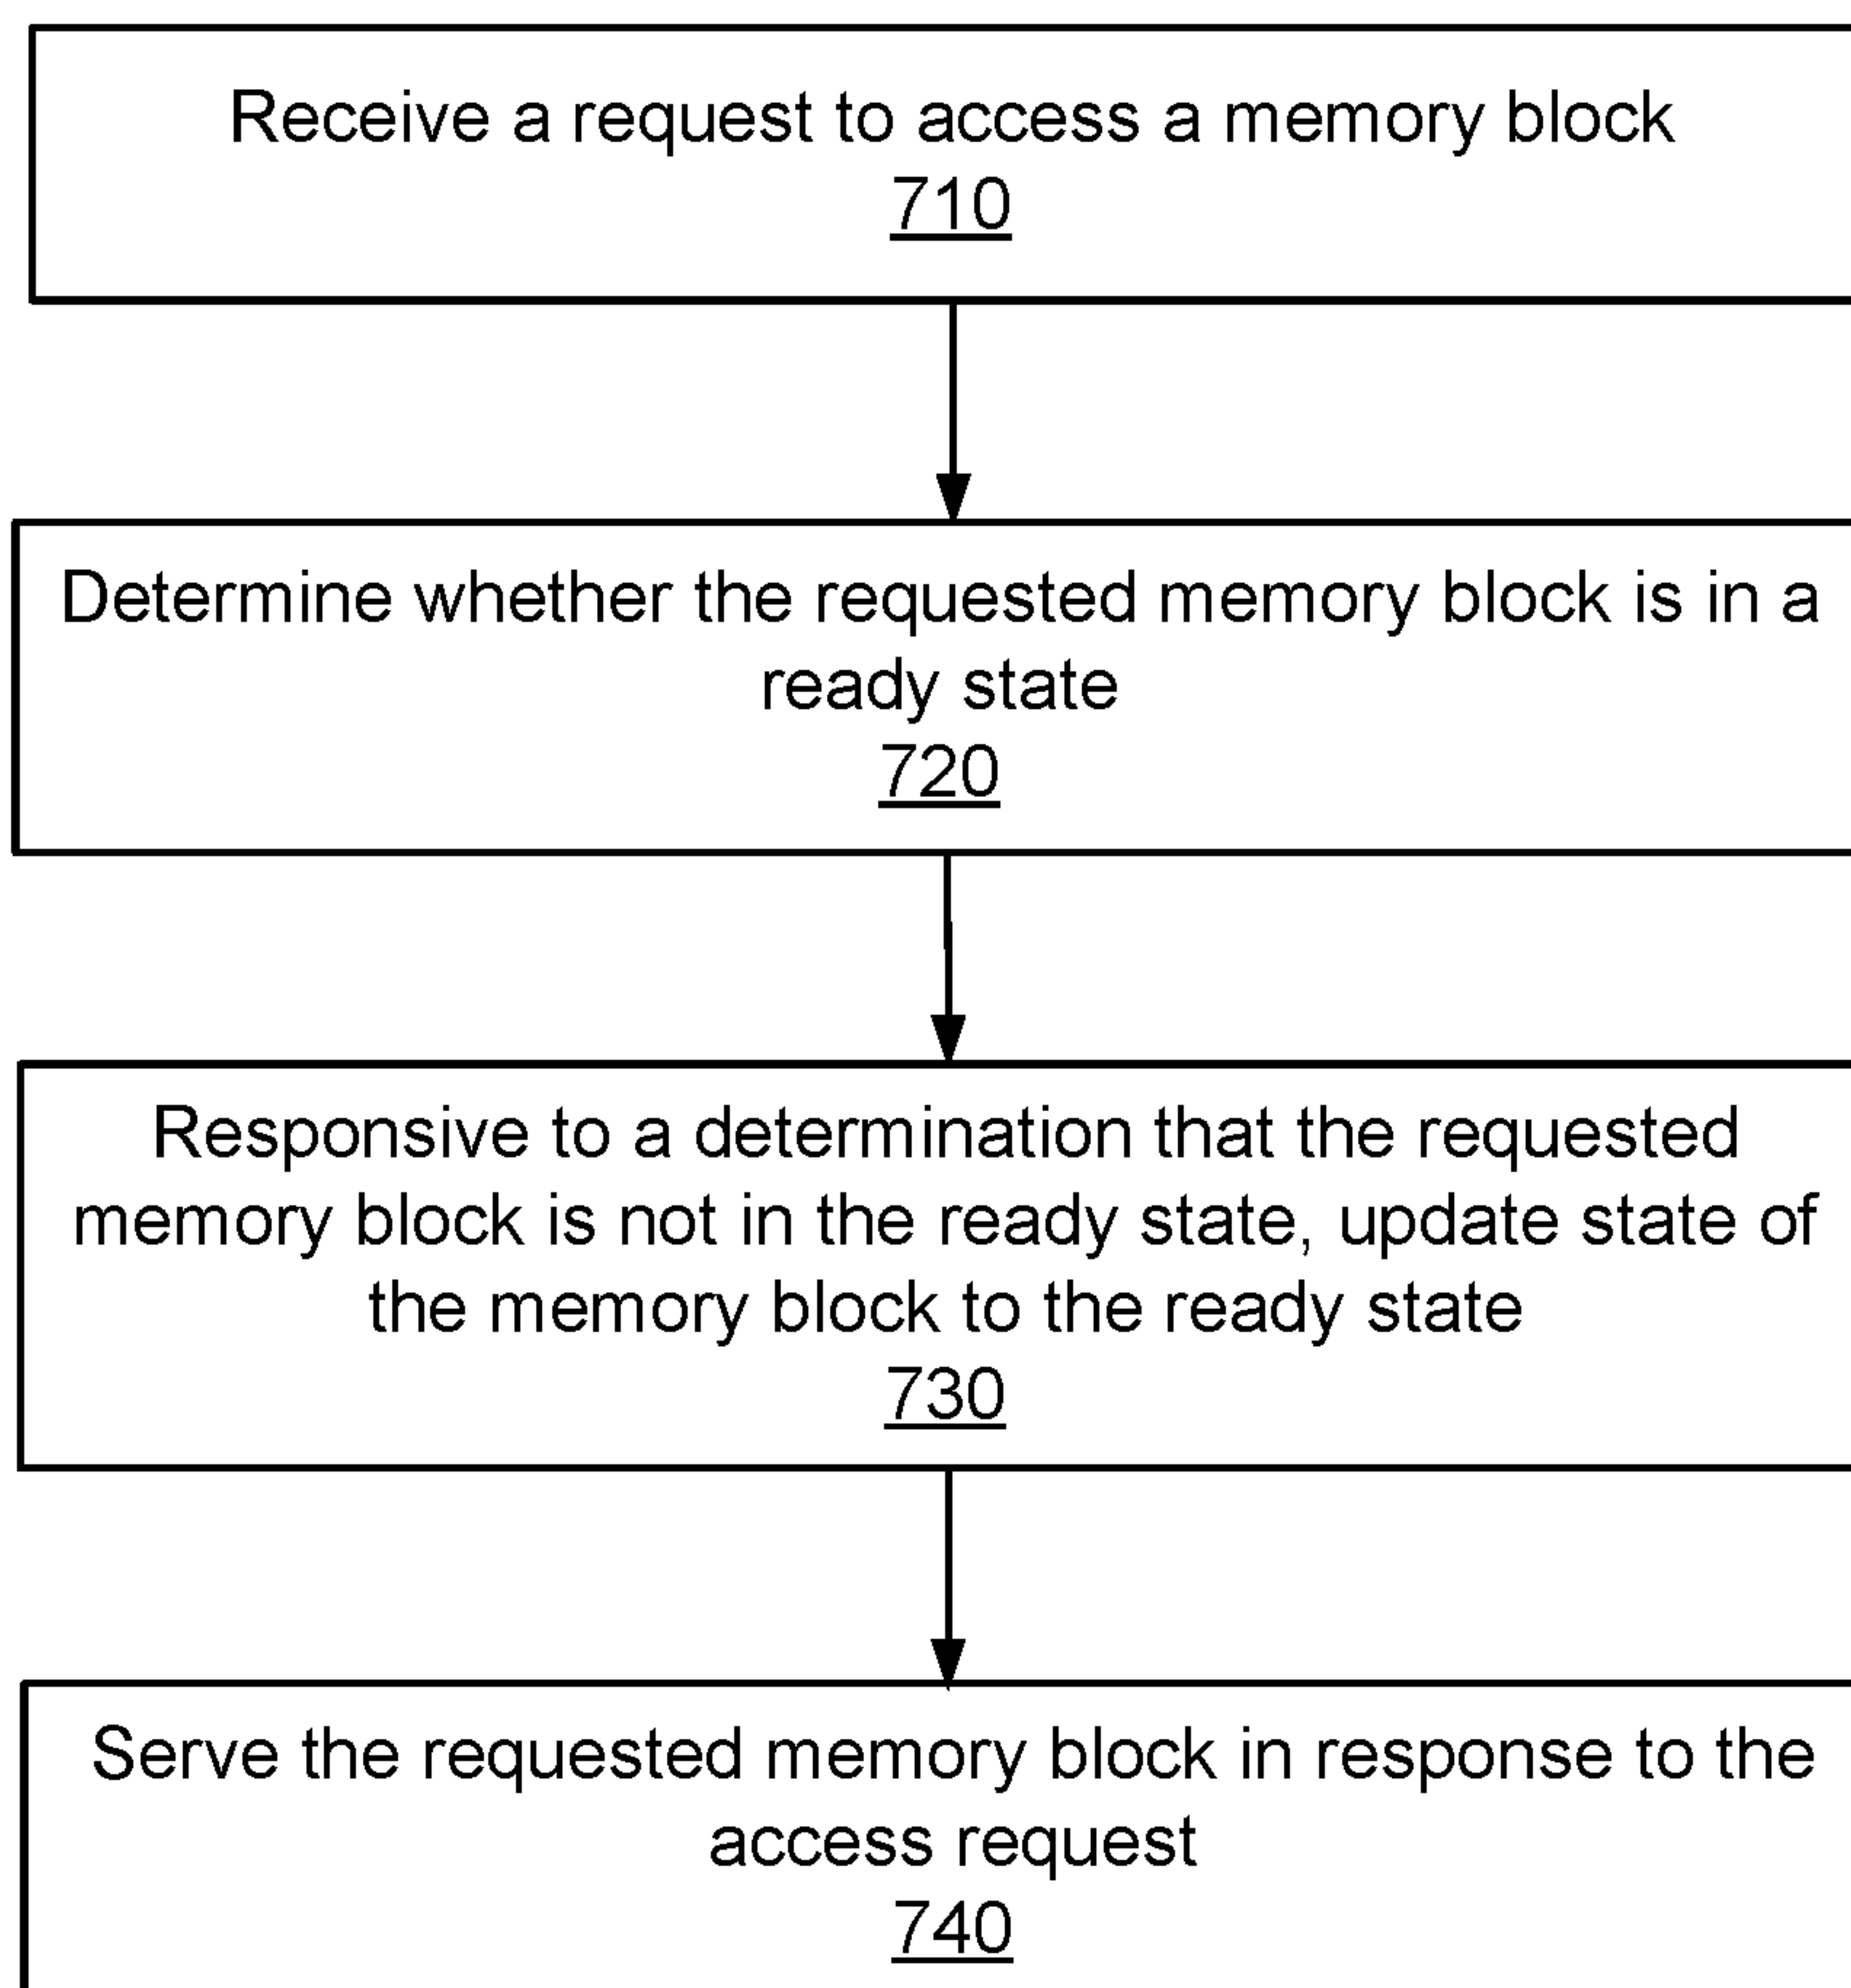 Receive a request to access a memory block
710
Determine whether the requested memory block is in a
ready state
720
Responsive to a determination that the requested
memory block is not in the ready state, update state of
the memory block to the ready state
730
Serve the requested memory block in response to the
access request
740